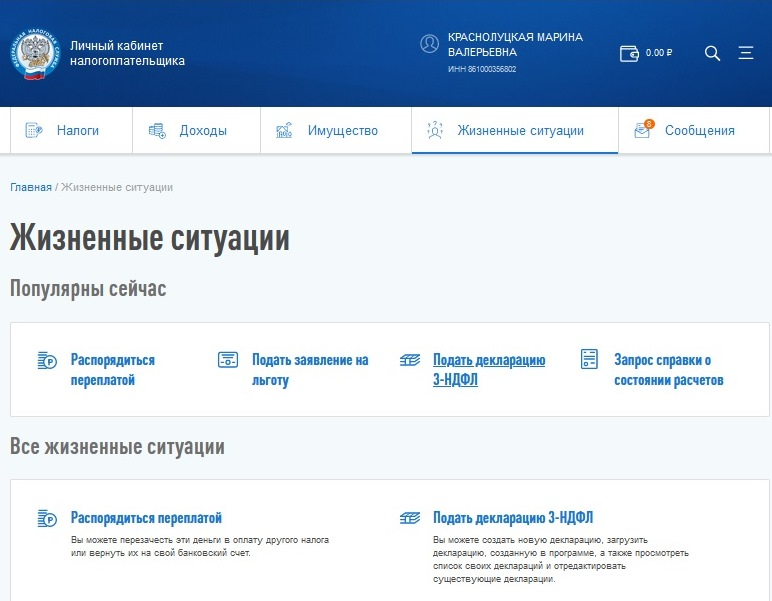 ФЕДЕРАЛЬНАЯ НАЛОГОВАЯ СЛУЖБА
Личный кабинет
налогоплательщика
КРАСНОЛУЦКАЯ МАРИНА
ВАЛЕРЬЕВНА
ИНН 861000356802
0.00 ₽
Налоги
Доходы
Имущество
Жизненные ситуации
8
Сообщения
Главная / Жизненные ситуации
Жизненные ситуации
Популярны сейчас
Распорядиться
переплатой
Подать заявление на
льготу
Подать декларацию
3-НДФЛ
Запрос справки о
состоянии расчетов
Все жизненные ситуации
Распорядиться переплатой
Вы можете перезачесть эти деньги в оплату другого налога
или вернуть их на свой банковский счет.
Подать декларацию 3-НДФЛ
Вы можете создать новую декларацию, загрузить
декларацию, созданную в программе, а также просмотреть
список своих деклараций и отредактировать
существующие декларации.